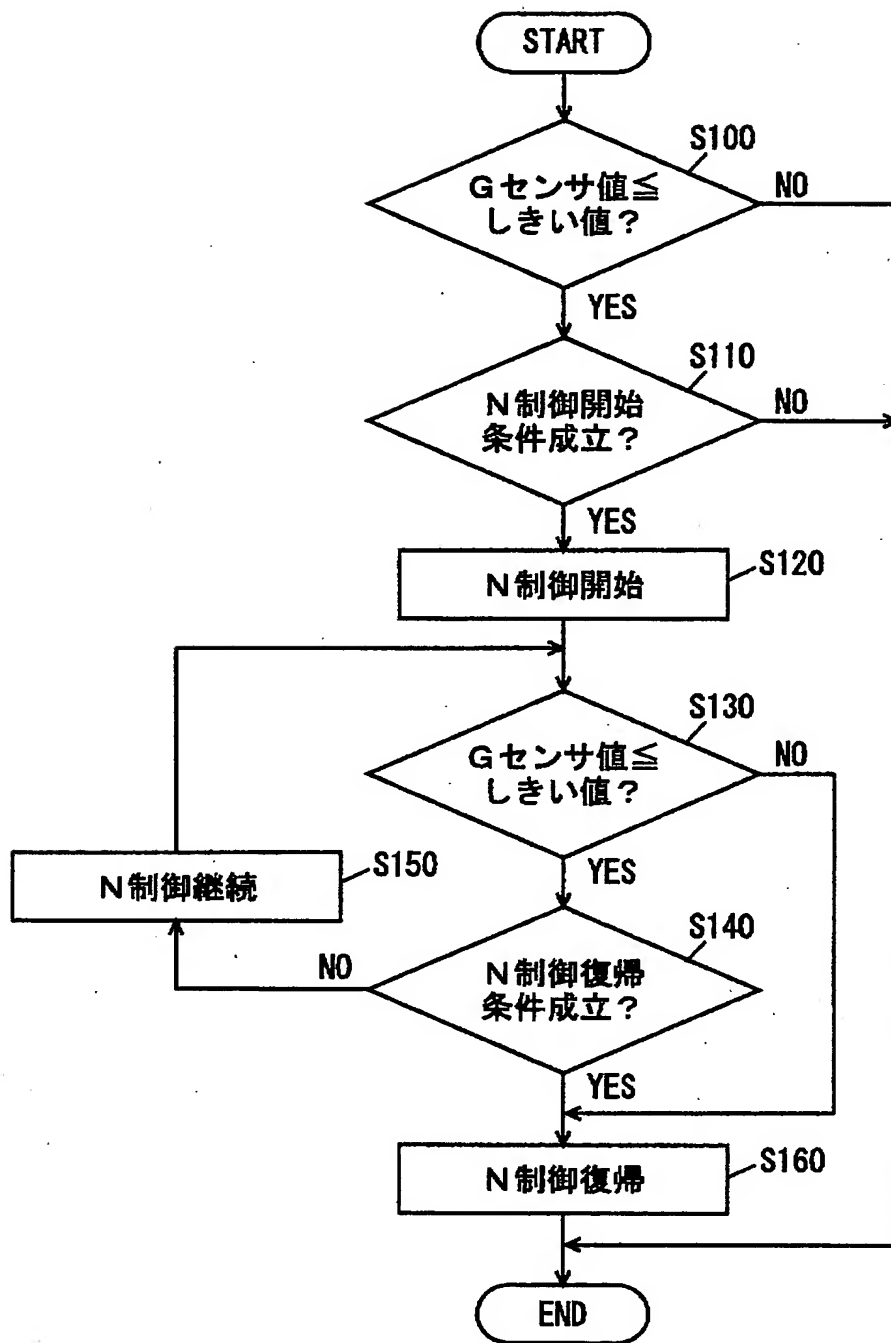 START
S100
Gセンサ値≦
しきい値?
NO
YES
S110
N制御開始
条件成立?
NO
YES
S120
N制御開始
S130
Gセンサ値≦
しきい値?
NO
YES
S150
N制御継続
S140
N制御復帰
条件成立?
NO
YES
S160
N制御復帰
END